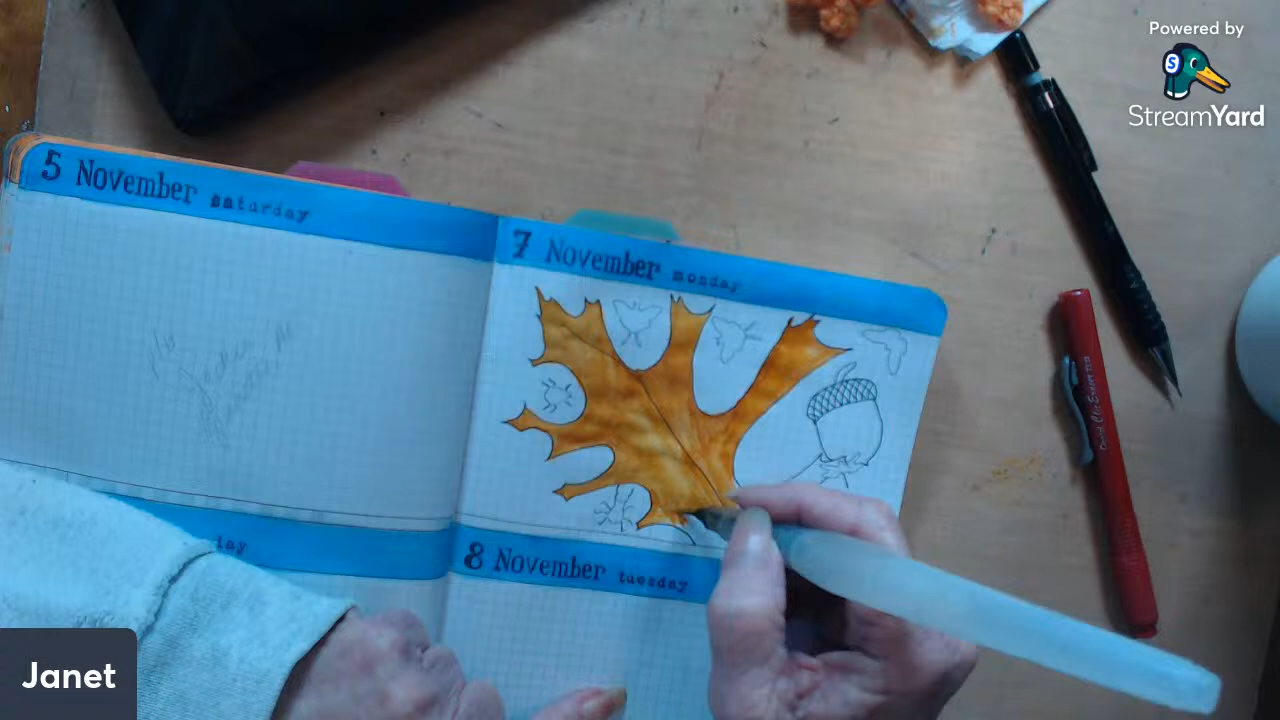 Powered by
StreamYard
5 November saturday
7 November monday
8 November tuesday
Janet